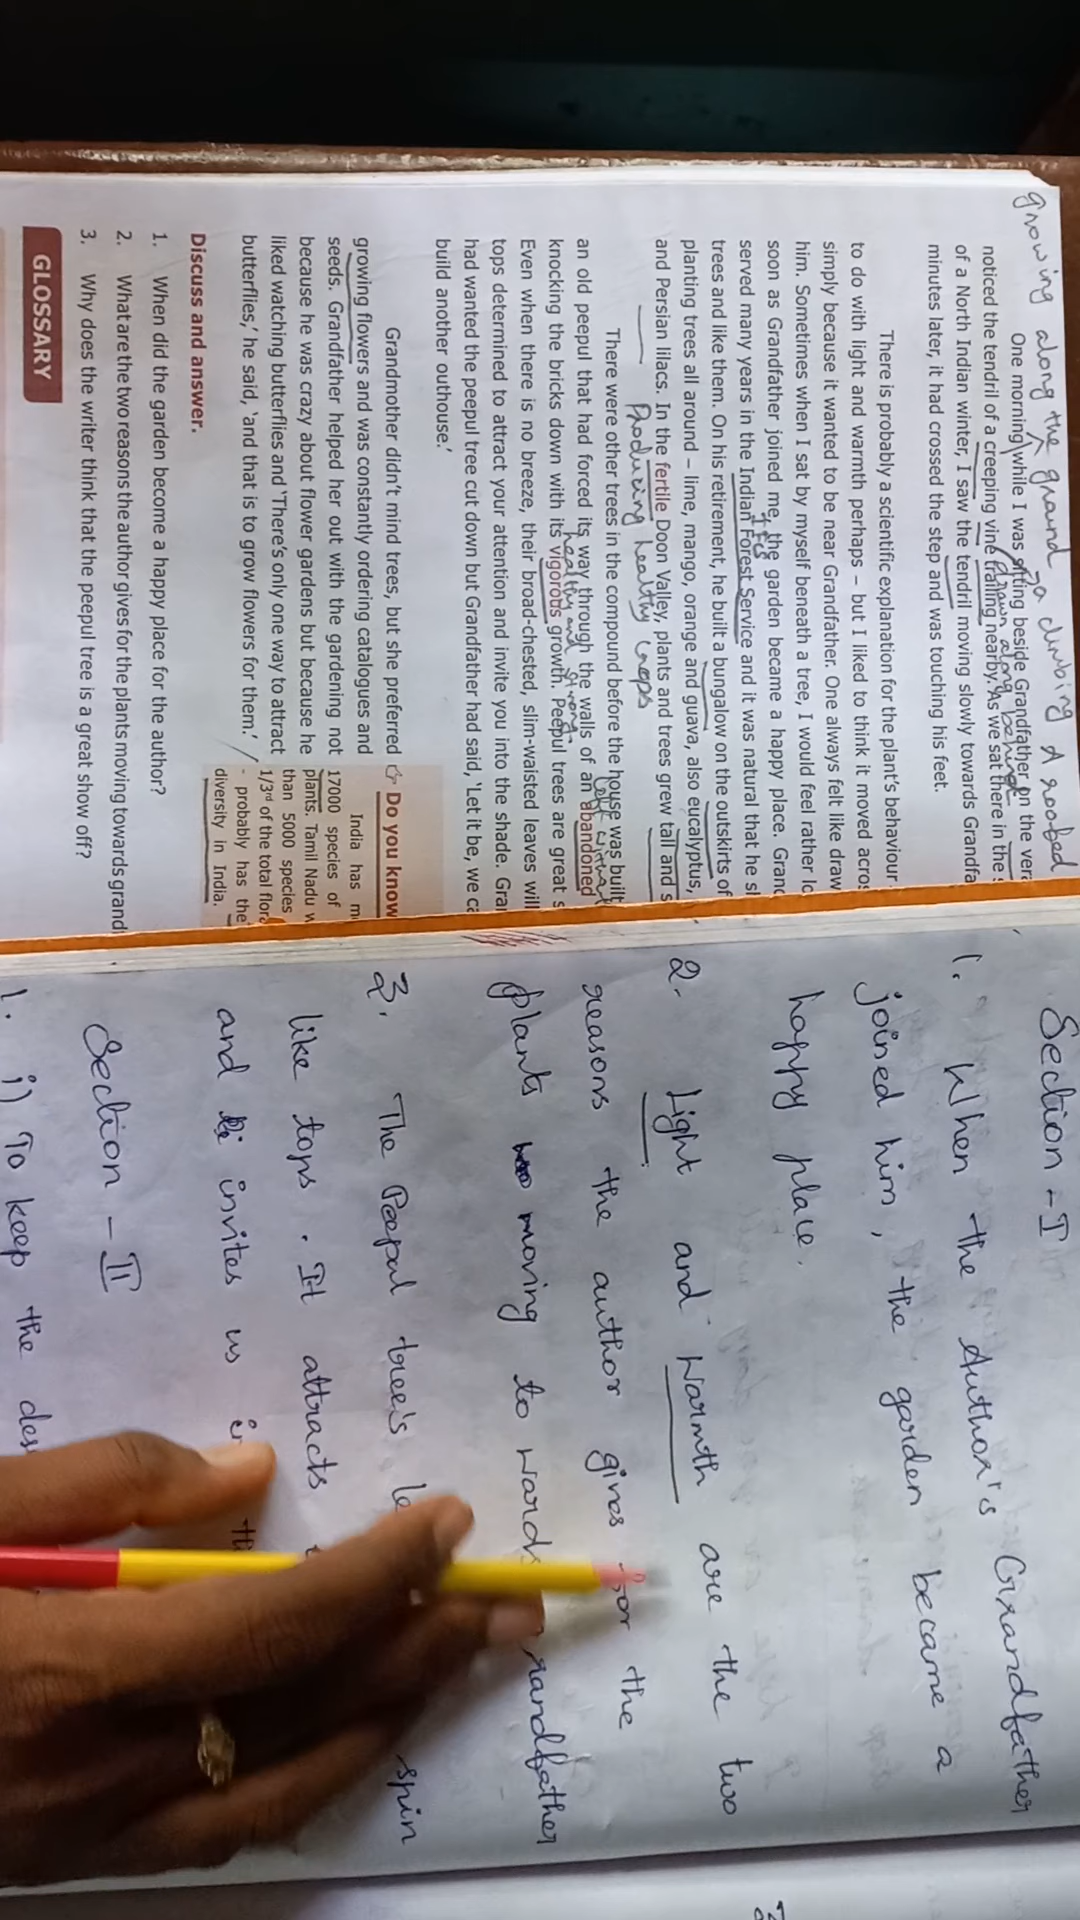 growing along the ground or a climbing A rooted
One morning while I was sitting beside Grandfather on the vera
noticed the tendril of a creeping vine trailing nearby. As we sat there in the
of a North Indian winter, I saw the tendril moving slowly towards Grandfa
minutes later, it had crossed the step and was touching his feet.
There is probably a scientific explanation for the plant's behaviour
to do with light and warmth perhaps – but I liked to think it moved acros
simply because it wanted to be near Grandfather. One always felt like draw
him. Sometimes when I sat by myself beneath a tree, I would feel rather lo
soon as Grandfather joined me, the garden became a happy place. Grand
served many years in the Indian Forest Service and it was natural that he sh
trees and like them. On his retirement, he built a bungalow on the outskirts of
planting trees all around – lime, mango, orange and guava, also eucalyptus,
and Persian lilacs. In the fertile Doon Valley, plants and trees grew tall and s
Producing healthy crops
There were other trees in the compound before the house was built
an old peepul that had forced its way through the walls of an abandoned
knocking the bricks down with its vigorous growth. Peepul trees are great s
Even when there is no breeze, their broad-chested, slim-waisted leaves will
tops determined to attract your attention and invite you into the shade. Gra
had wanted the peepul tree cut down but Grandfather had said, 'Let it be, we ca
build another outhouse.'
Grandmother didn't mind trees, but she preferred
growing flowers and was constantly ordering catalogues and
seeds. Grandfather helped her out with the gardening not
because he was crazy about flower gardens but because he
liked watching butterflies and 'There's only one way to attract
butterflies,' he said, 'and that is to grow flowers for them.'
Do you know
India has m
17000 species of
plants. Tamil Nadu w
than 5000 species
1/3rd of the total flora
- probably has the
diversity in India.
Discuss and answer.
1. When did the garden become a happy place for the author?
2. What are the two reasons the author gives for the plants moving towards grand
3. Why does the writer think that the peepul tree is a great show off?
GLOSSARY
Section - I
1. When the Author's Grandfather
joined him, the garden became a
happy place.
2. Light and Warmth are the two
reasons the author gives for the
plants moving to wards randfather
3. The Peepal tree's le spin
like tops. It attracts
and invites us in th
Section - II
1. i) To keep the des